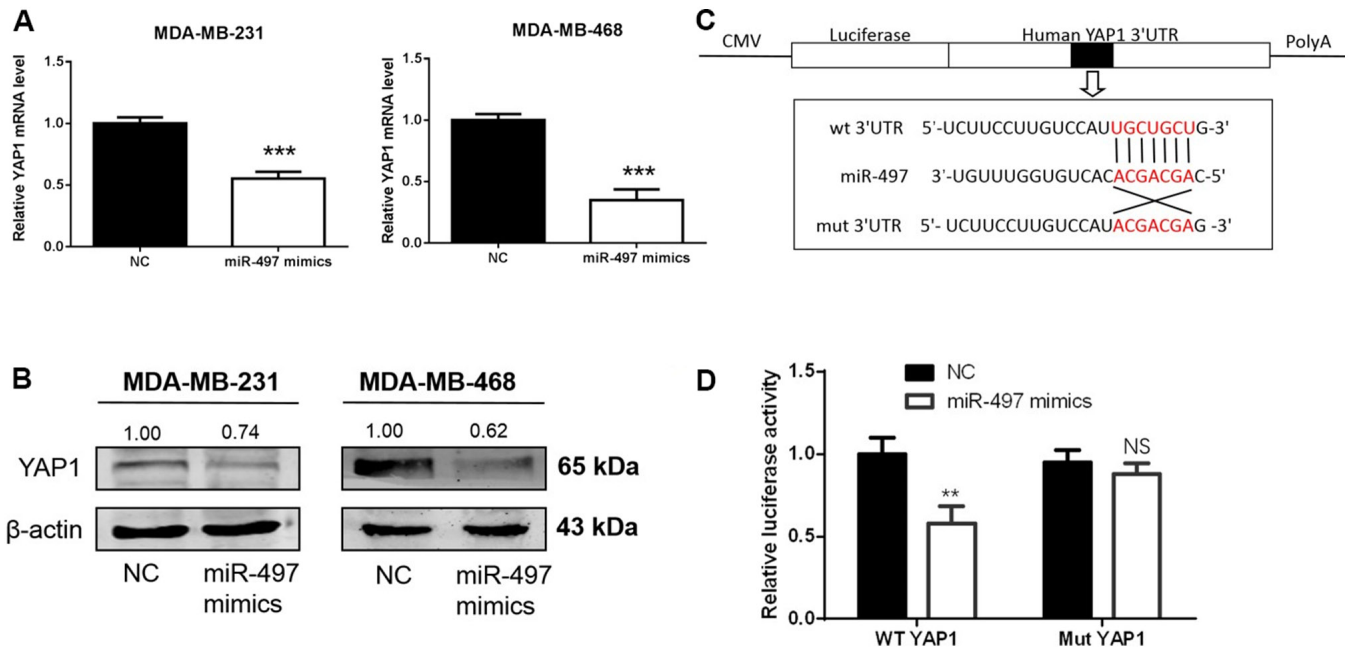 A
MDA-MB-231
Relative YAP1 mRNA level
1.5
1.0
0.5
0.0
***
NC
miR-497 mimics
MDA-MB-468
Relative YAP1 mRNA level
1.5
1.0
0.5
0.0
***
NC
miR-497 mimics
C
CMV
Luciferase
Human YAP1 3'UTR
PolyA
wt 3'UTR 5'-UCUUCCUUGUCCAUUGCUGCUG-3'
miR-497 3'-UGUUUGGUGUCACACGACGAC-5'
mut 3'UTR 5'- UCUUCCUUGUCCAUACGACGAG -3'
B
MDA-MB-231
MDA-MB-468
1.00 0.74
1.00 0.62
YAP1
65 kDa
β-actin
43 kDa
NC
miR-497
mimics
NC
miR-497
mimics
D
Relative luciferase activity
1.5
1.0
0.5
0.0
NC
miR-497 mimics
**
NS
WT YAP1
Mut YAP1